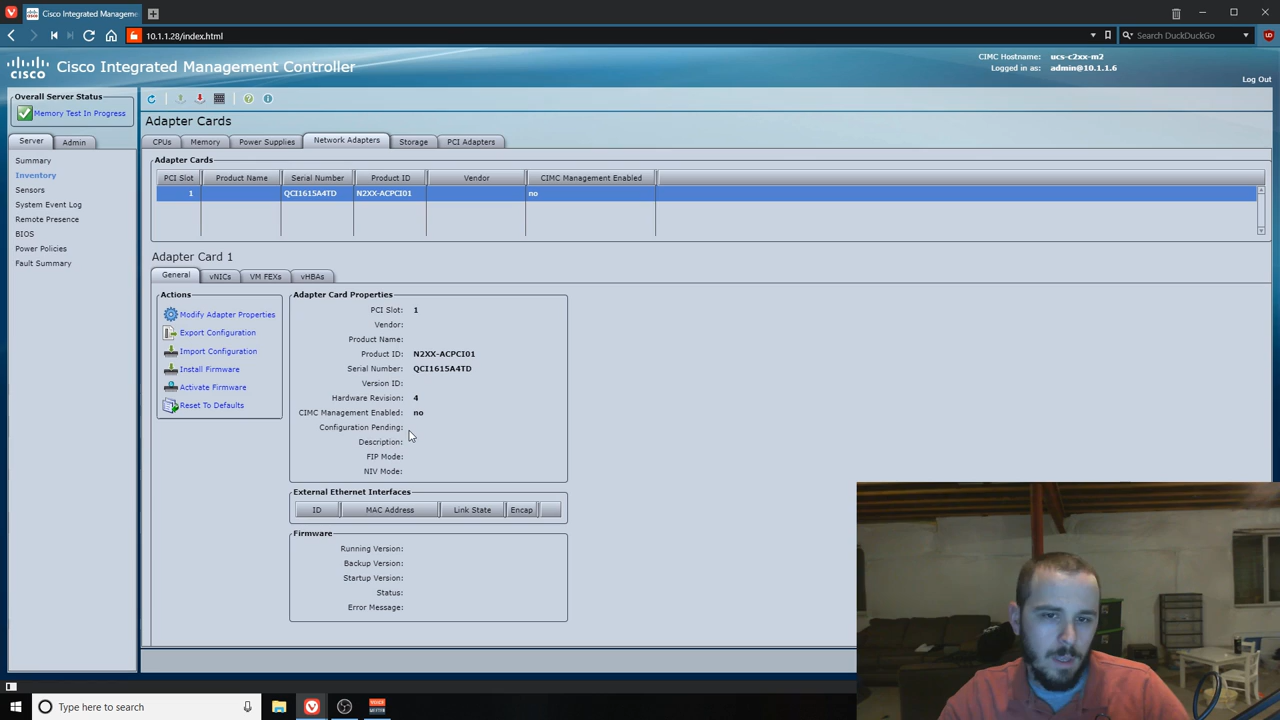 Cisco Integrated Manageme
10.1.1.28/index.html
Search DuckDuckGo
CISCO
Cisco Integrated Management Controller
CIMC Hostname: ucs-c2xx-m2
Logged in as: admin@10.1.1.6
Log Out
Overall Server Status
Memory Test In Progress
Server Admin
Summary
Inventory
Sensors
System Event Log
Remote Presence
BIOS
Power Policies
Fault Summary
Adapter Cards
CPUs Memory Power Supplies Network Adapters Storage PCI Adapters
Adapter Cards
PCI Slot Product Name Serial Number Product ID Vendor CIMC Management Enabled
1 QCI1615A4TD N2XX-ACPCI01 no
Adapter Card 1
General vNICs VM FEXs vHBAs
Actions
Modify Adapter Properties
Export Configuration
Import Configuration
Install Firmware
Activate Firmware
Reset To Defaults
Adapter Card Properties
PCI Slot: 1
Vendor:
Product Name:
Product ID: N2XX-ACPCI01
Serial Number: QCI1615A4TD
Version ID:
Hardware Revision: 4
CIMC Management Enabled: no
Configuration Pending:
Description:
FIP Mode:
NIV Mode:
External Ethernet Interfaces
ID MAC Address Link State Encap
Firmware
Running Version:
Backup Version:
Startup Version:
Status:
Error Message:
Type here to search